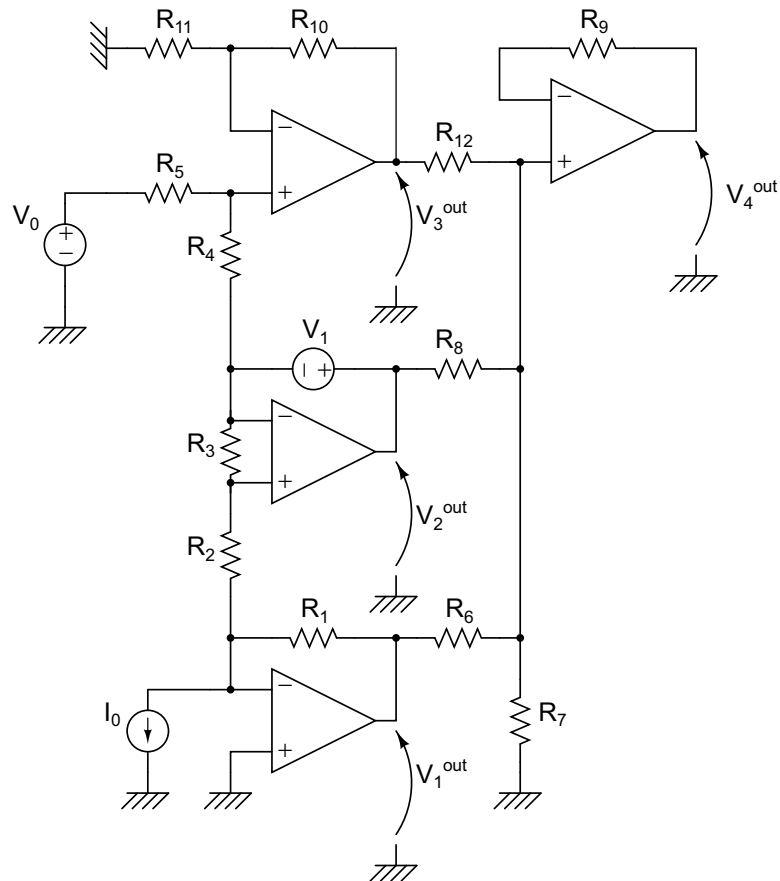 R11 R10 R9
− −
R12
+ +
R5
V0 + −
V3out V4out
R4
V1 R8
− +
−
R3
+
V2out
R2
R1 R6
−
I0 R7
+
V1out